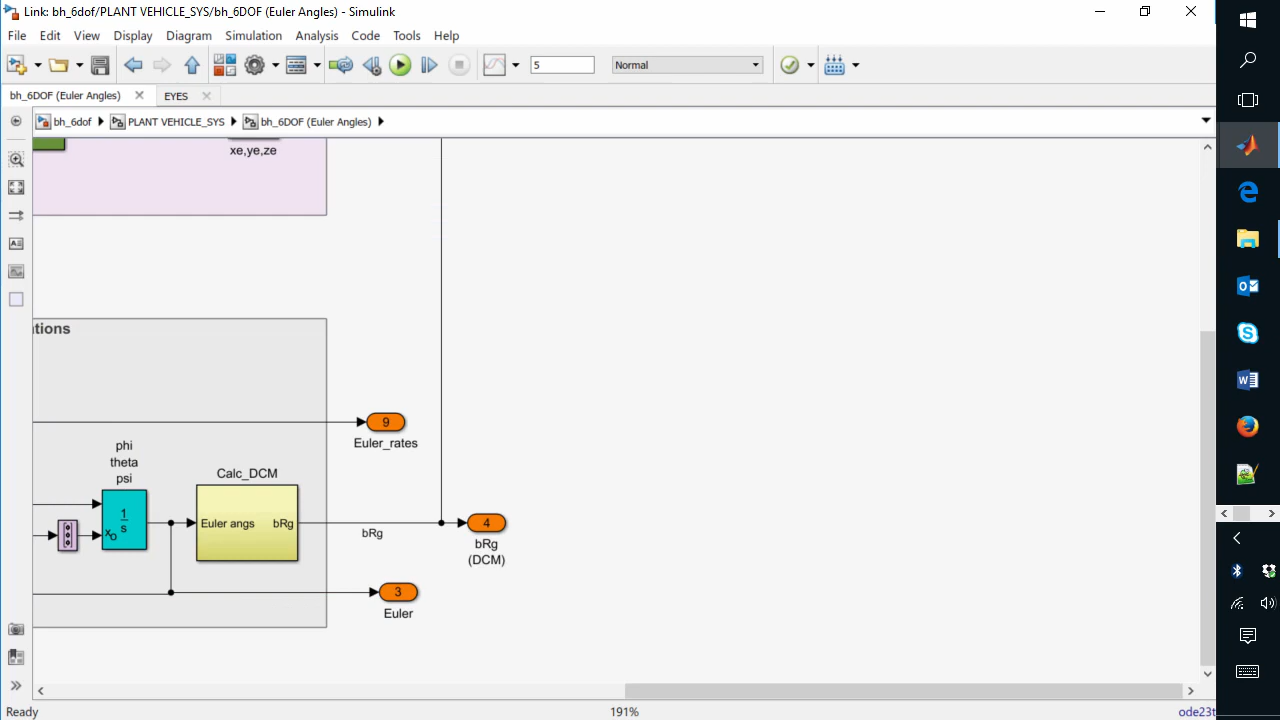 Link: bh_6dof/PLANT VEHICLE_SYS/bh_6DOF (Euler Angles) - Simulink
File Edit View Display Diagram Simulation Analysis Code Tools Help
5 Normal
bh_6DOF (Euler Angles) EYES
bh_6dof PLANT VEHICLE_SYS bh_6DOF (Euler Angles)
xe,ye,ze
tions
9
Euler_rates
phi
theta
psi
Calc_DCM
1
s
xo
Euler angs bRg
bRg
4
bRg
(DCM)
3
Euler
Ready 191% ode23t